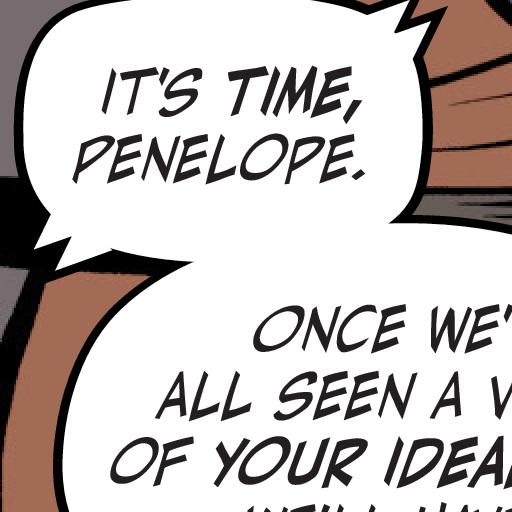 IT'S TIME,
PENELOPE.
ONCE WE'
ALL SEEN A
OF YOUR IDEA